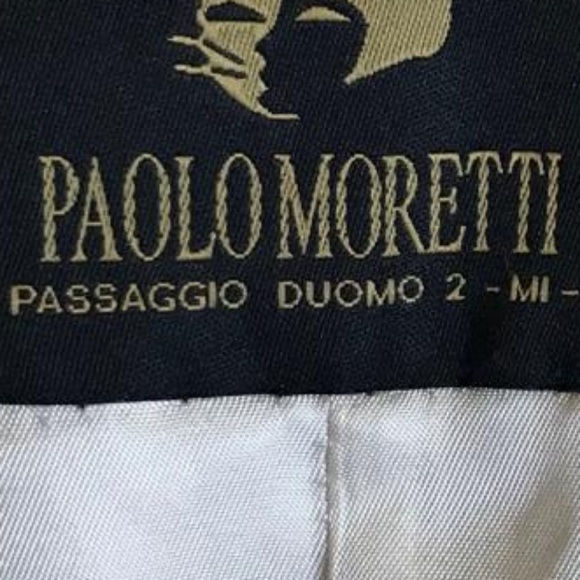 PAOLO MORETTI
PASSAGGIO DUOMO 2 - MI -